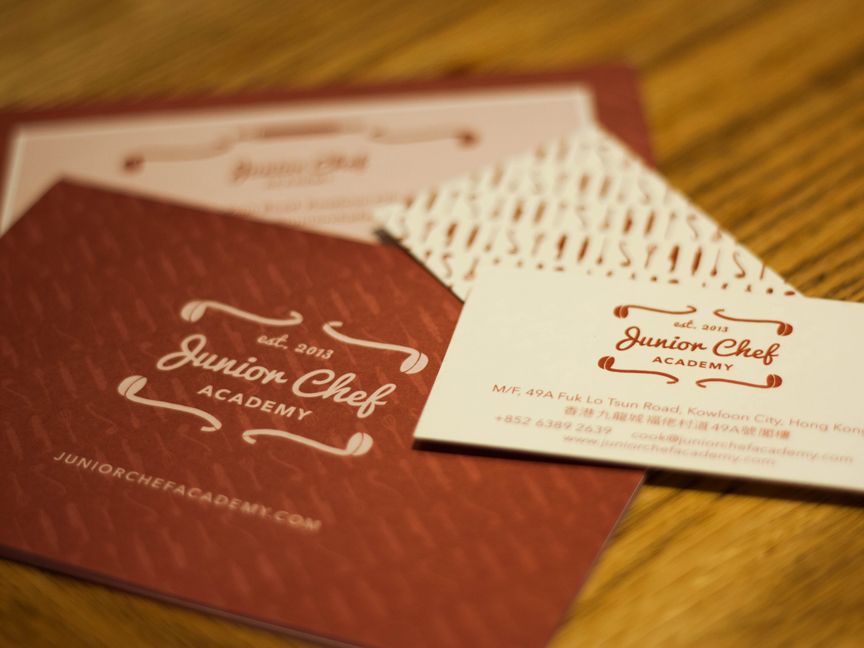 Junior Chef
est. 2013
Junior Chef
ACADEMY
JUNIORCHEFACADEMY.COM
est. 2013
Junior Chef
ACADEMY
M/F, 49A Fuk Lo Tsun Road, Kowloon City, Hong Kong
香港九龍城福佬村道49A號閣樓
+852 6389 2639 cook@juniorchefacademy.com
www.juniorchefacademy.com